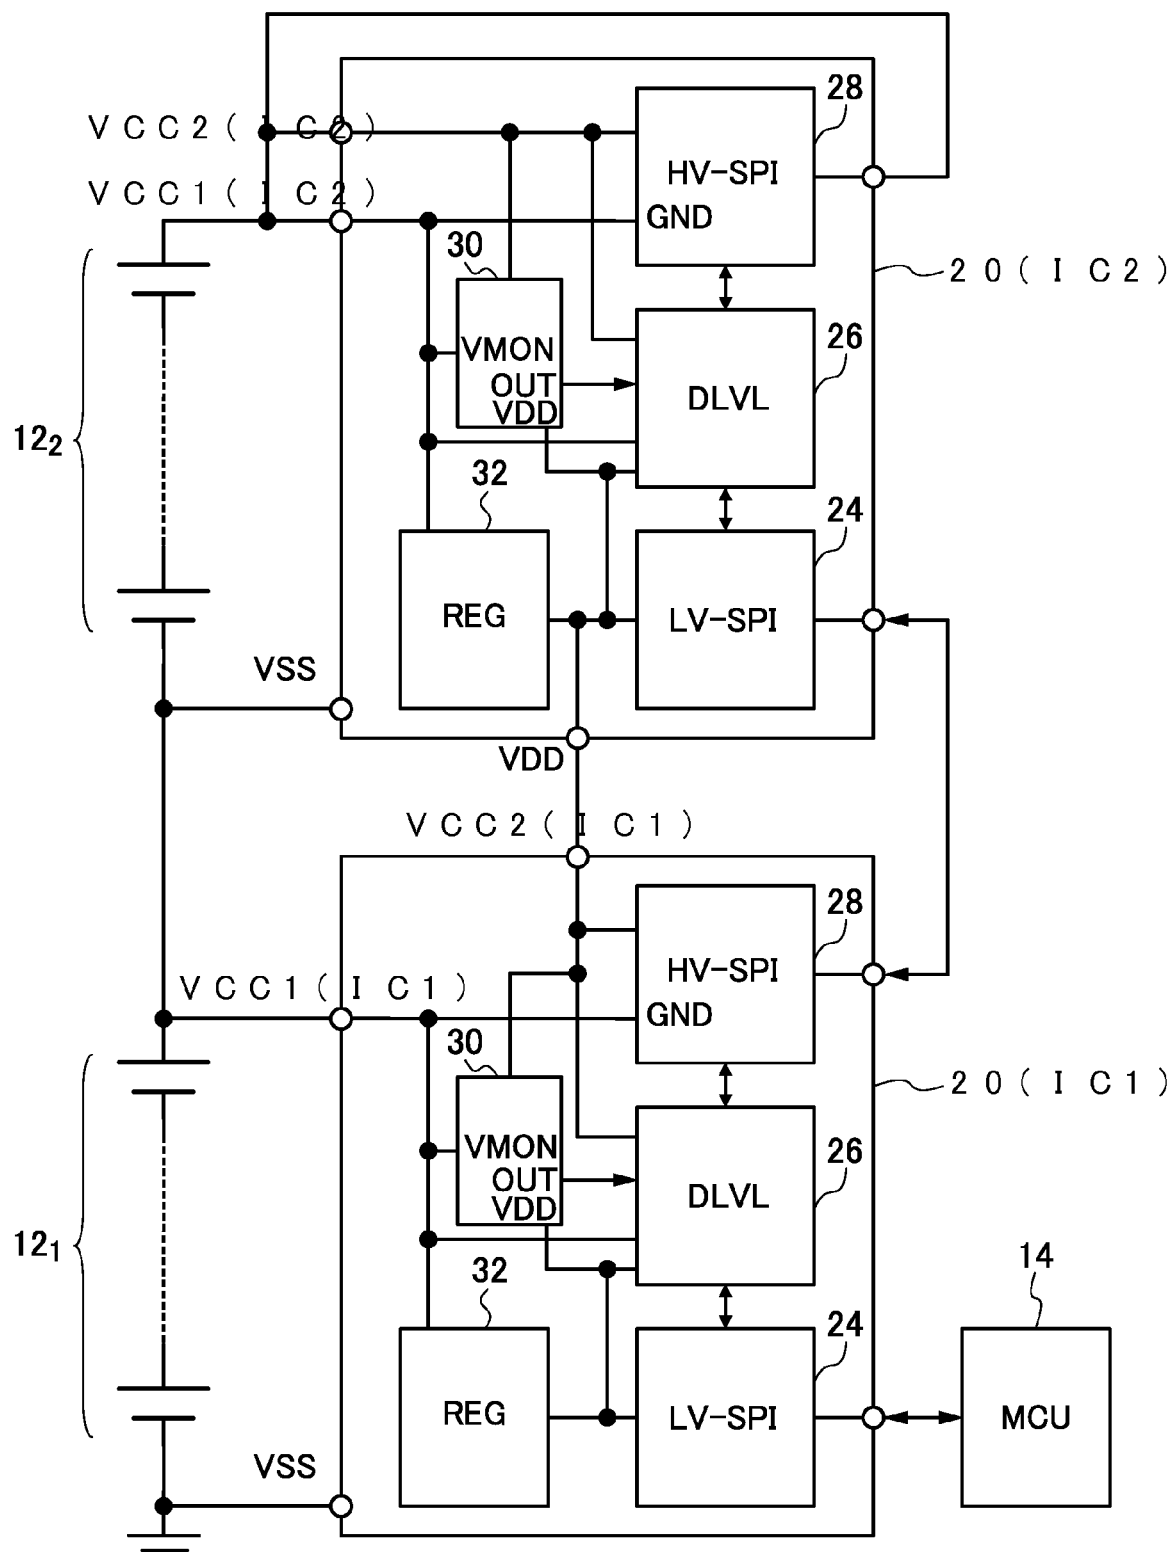 VCC2(IC2)
28
HV-SPI
VCC1(IC2)
GND
30
20(IC2)
VMON
OUT
VDD
26
DLVL
12₂
32
24
REG
LV-SPI
VSS
VDD
VCC2(IC1)
28
HV-SPI
VCC1(IC1)
GND
30
20(IC1)
VMON
OUT
VDD
26
DLVL
12₁
32
24
14
REG
LV-SPI
MCU
VSS